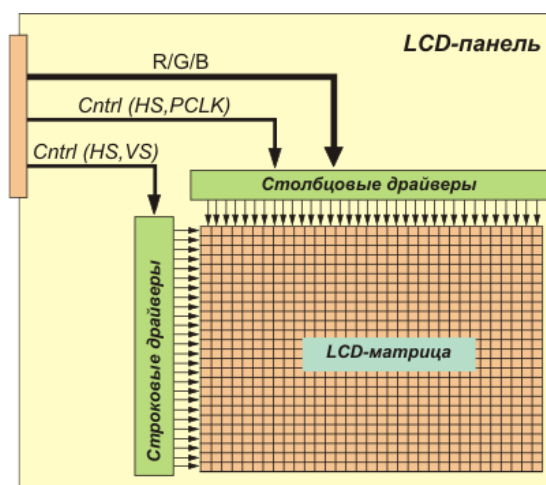 LCD-панель
R/G/B
Cntrl (HS,PCLK)
Cntrl (HS,VS)
Столбцовые драйверы
Строковые драйверы
LCD-матрица